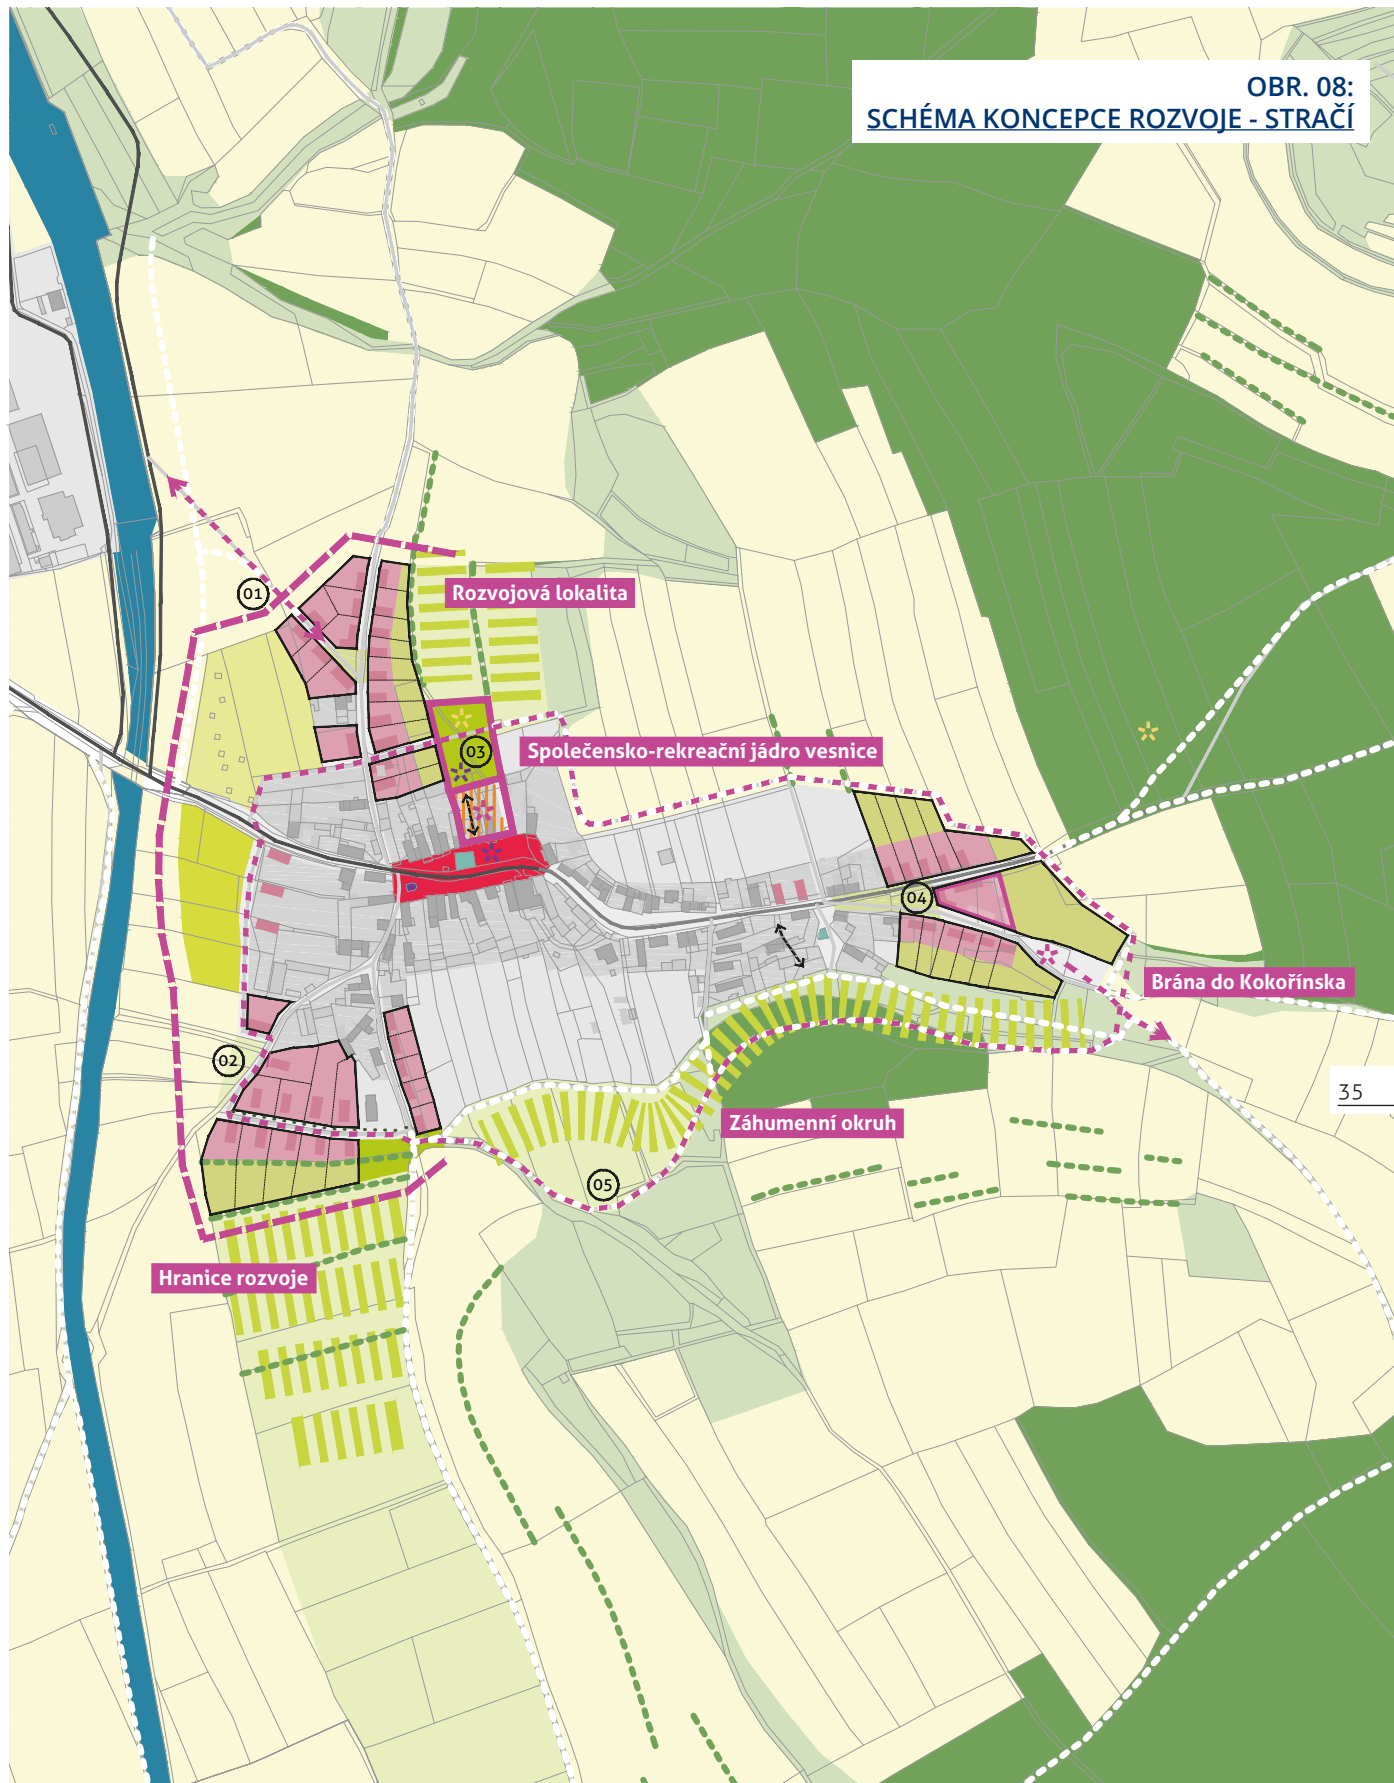 OBR. 08:
SCHÉMA KONCEPCE ROZVOJE - STRAČÍ
01
Rozvojová lokalita
03
Společensko-rekreační jádro vesnice
04
Brána do Kokořínska
02
35
Záhumenní okruh
05
Hranice rozvoje